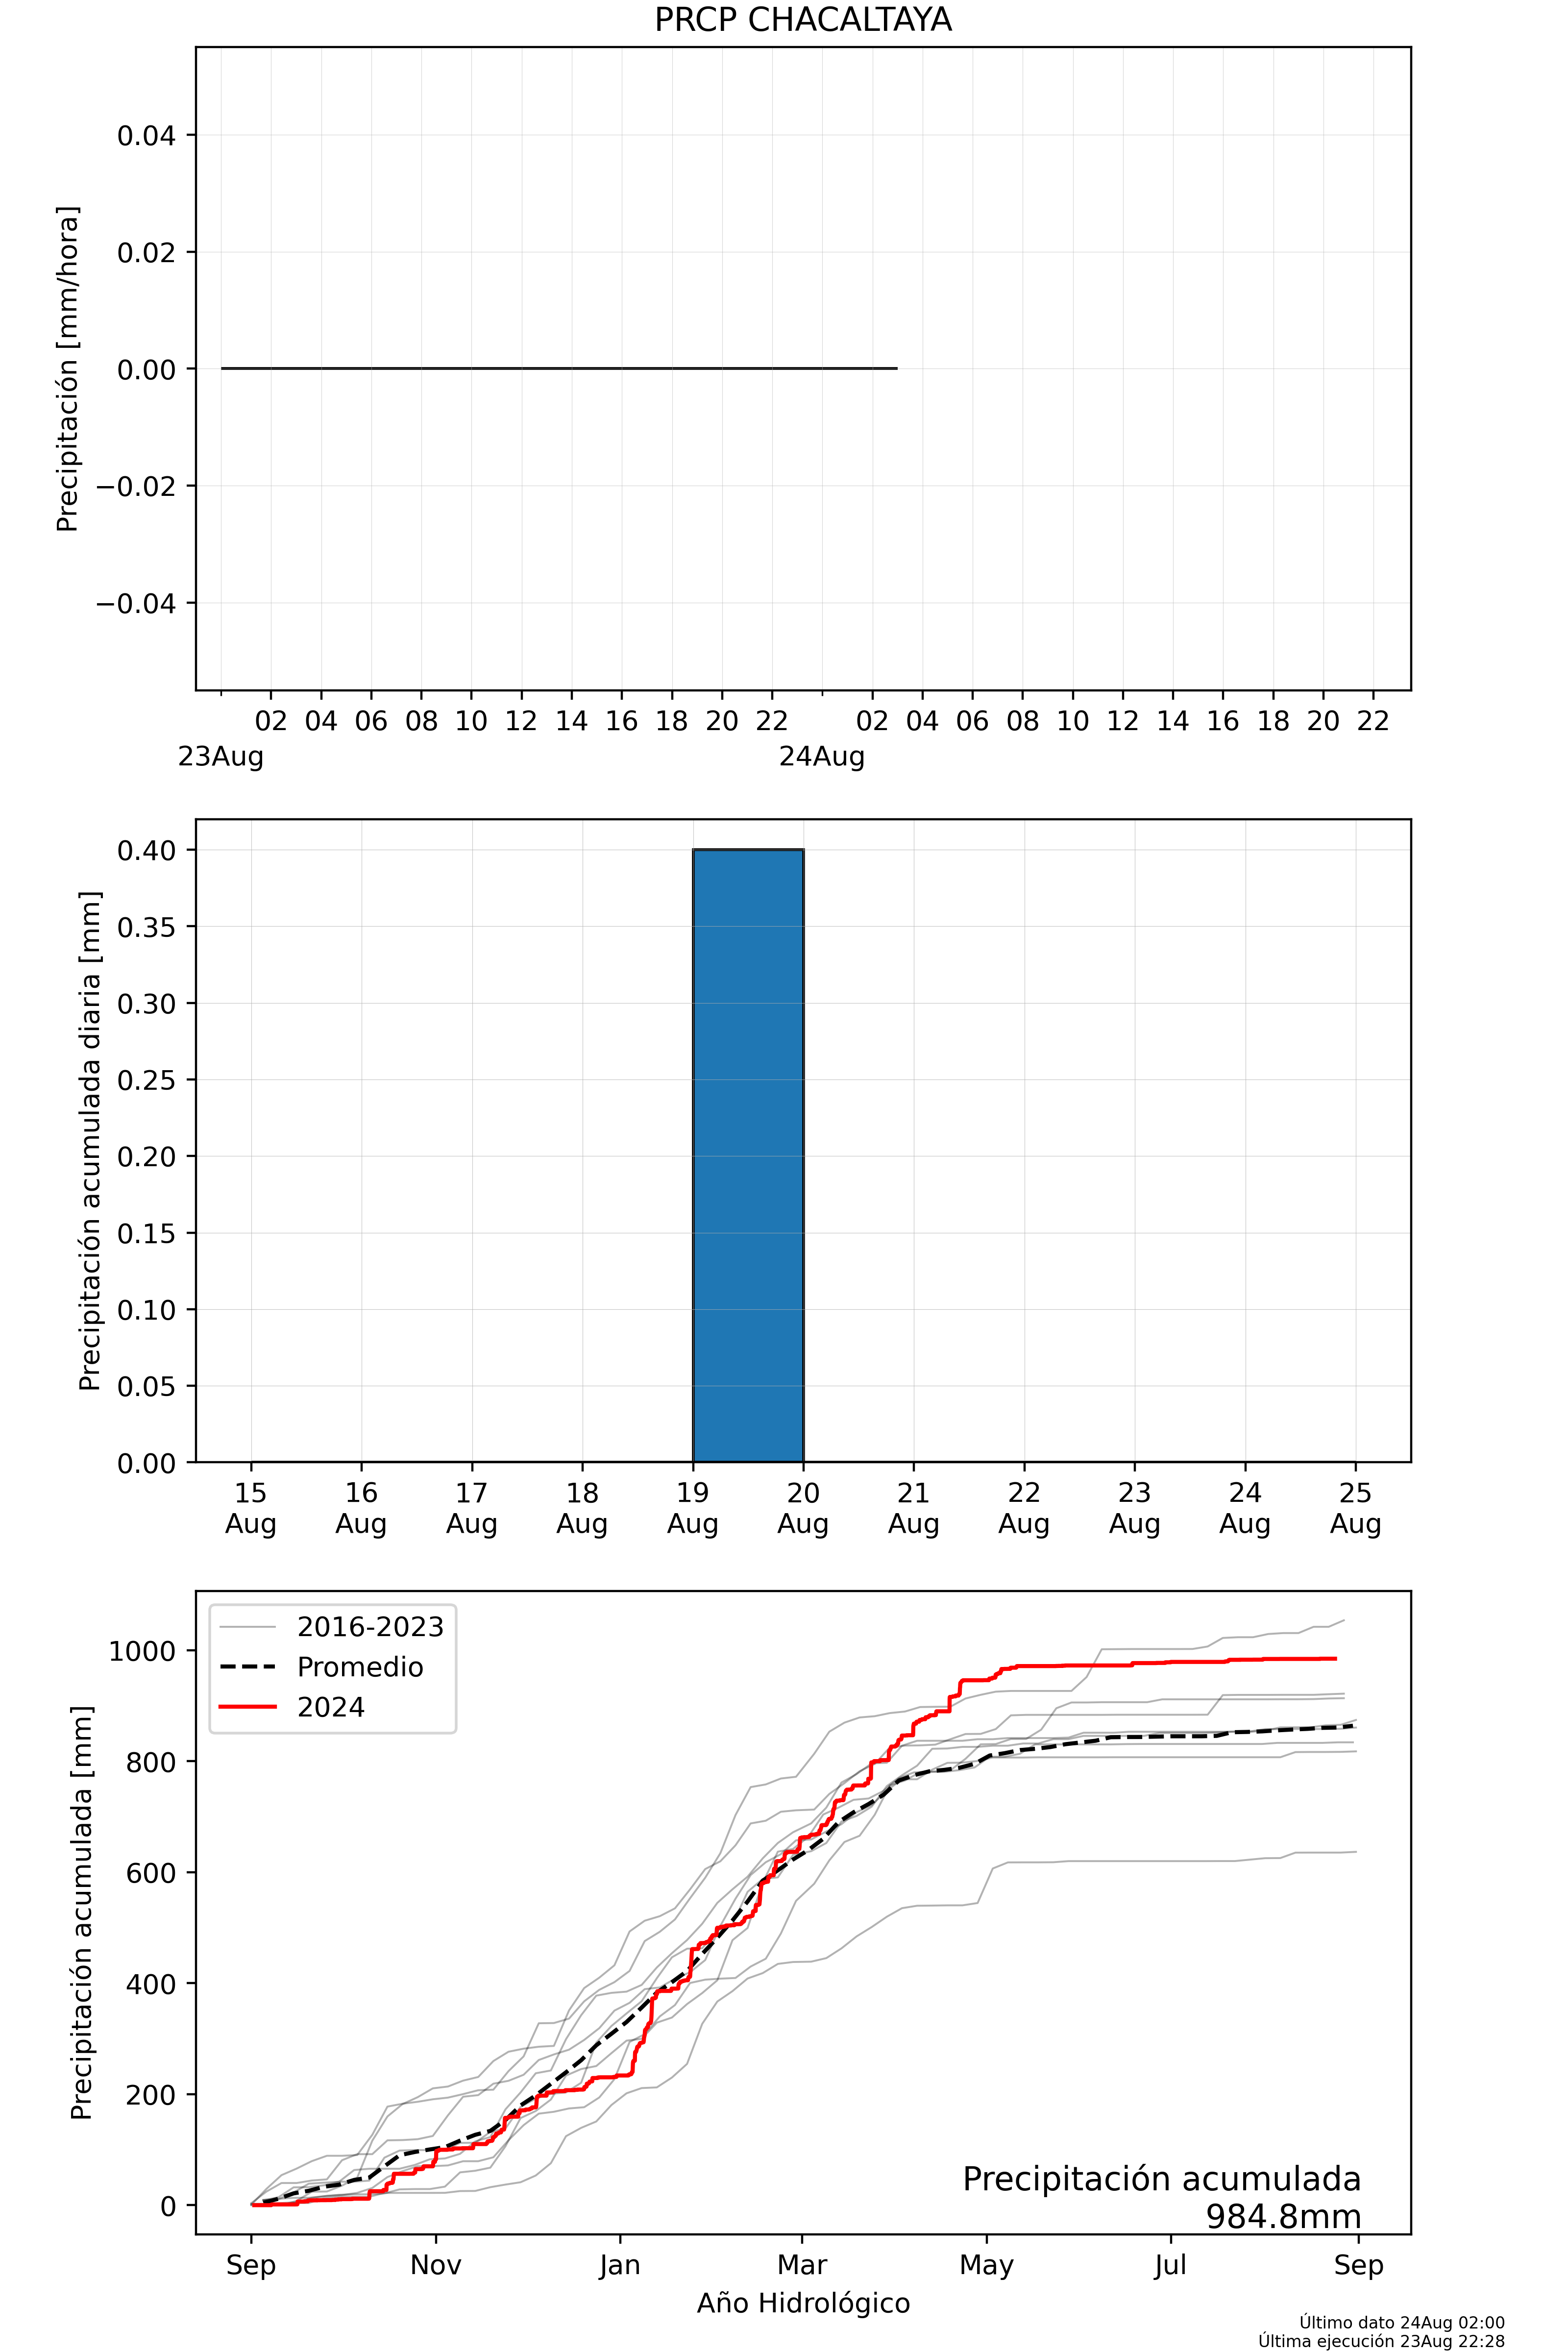 PRCP CHACALTAYA
Precipitación [mm/hora]
0.04
0.02
0.00
−0.02
−0.04
02 04 06 08 10 12 14 16 18 20 22 02 04 06 08 10 12 14 16 18 20 22
23Aug 24Aug
Precipitación acumulada diaria [mm]
0.40
0.35
0.30
0.25
0.20
0.15
0.10
0.05
0.00
15 16 17 18 19 20 21 22 23 24 25
Aug Aug Aug Aug Aug Aug Aug Aug Aug Aug Aug
Precipitación acumulada [mm]
1000
800
600
400
200
0
2016-2023
Promedio
2024
Precipitación acumulada
984.8mm
Sep Nov Jan Mar May Jul Sep
Año Hidrológico
Último dato 24Aug 02:00
Última ejecución 23Aug 22:28